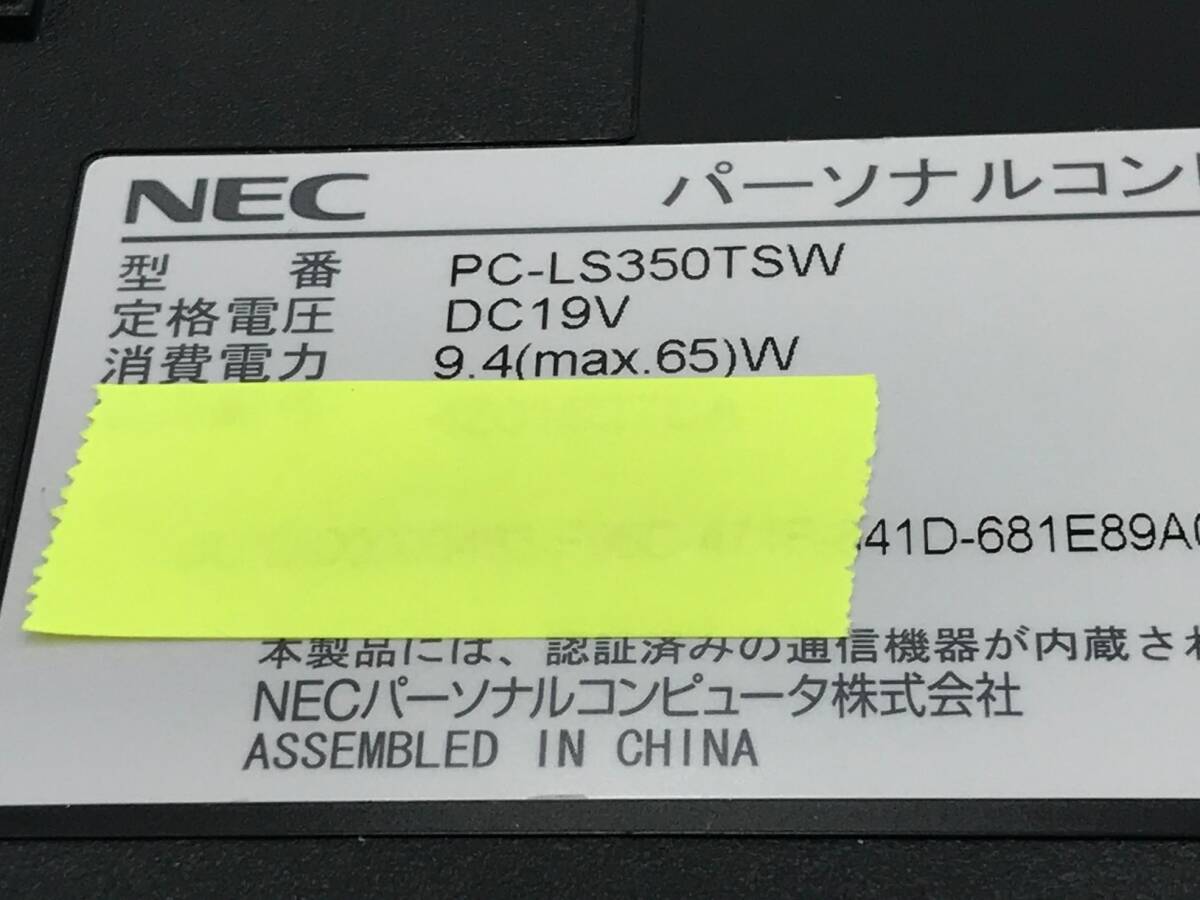 NEC パーソナルコン
型 番 PC-LS350TSW
定格電圧 DC19V
消費電力 9.4(max.65)W
41D-681E89A
本製品には、認証済みの通信機器が内蔵され
NECパーソナルコンピュータ株式会社
ASSEMBLED IN CHINA